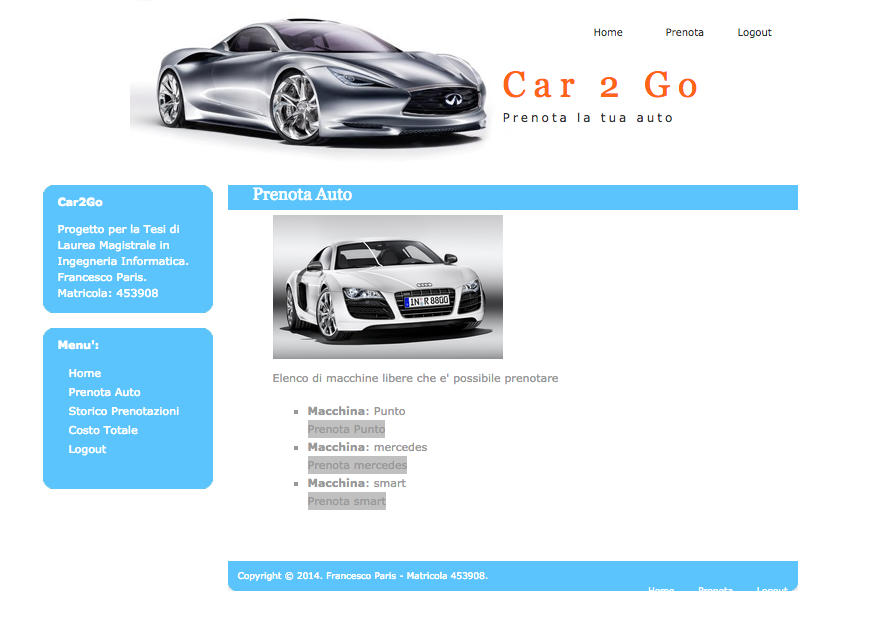 Home Prenota Logout
Car 2 Go
Prenota la tua auto
Car2Go
Progetto per la Tesi di
Laurea Magistrale in
Ingegneria Informatica.
Francesco Paris.
Matricola: 453908
Menu':
Home
Prenota Auto
Storico Prenotazioni
Costo Totale
Logout
Prenota Auto
IN R 8800
Elenco di macchine libere che e' possibile prenotare
Macchina: Punto
Prenota Punto
Macchina: mercedes
Prenota mercedes
Macchina: smart
Prenota smart
Copyright © 2014. Francesco Paris - Matricola 453908.
Home Prenota Logout